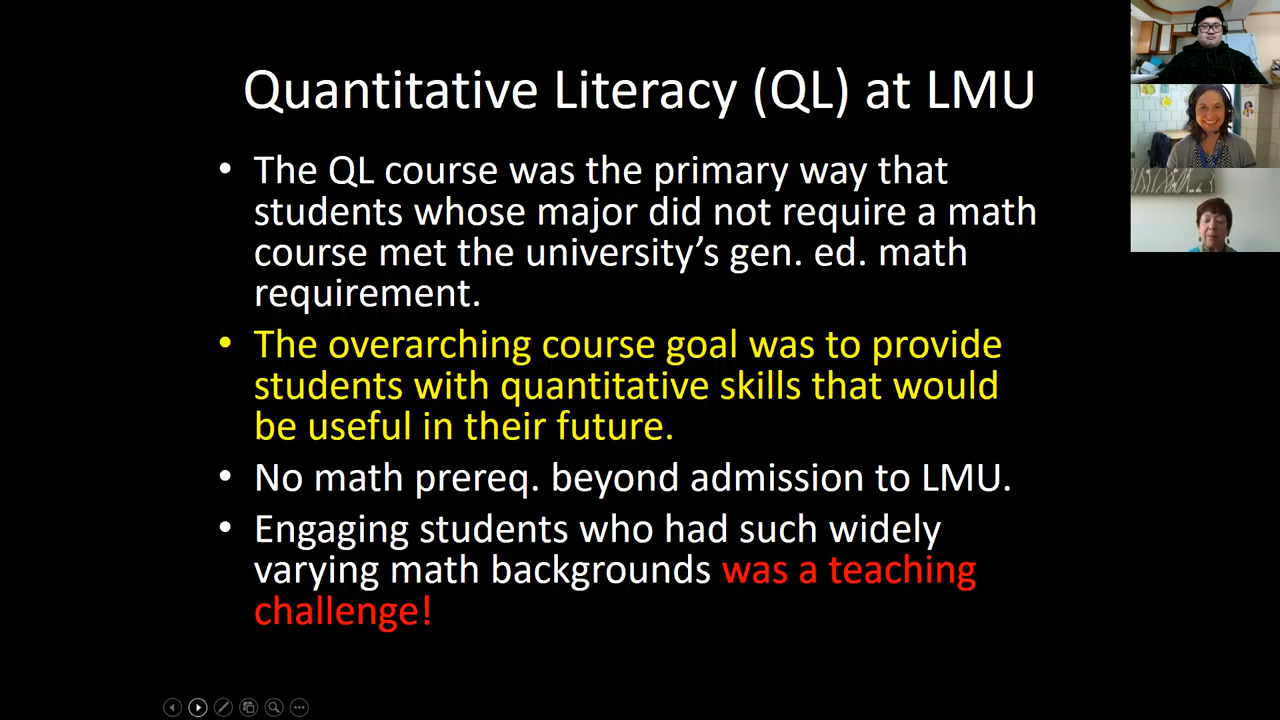 Quantitative Literacy (QL) at LMU
• The QL course was the primary way that
students whose major did not require a math
course met the university’s gen. ed. math
requirement.
• The overarching course goal was to provide
students with quantitative skills that would
be useful in their future.
• No math prereq. beyond admission to LMU.
• Engaging students who had such widely
varying math backgrounds was a teaching
challenge!